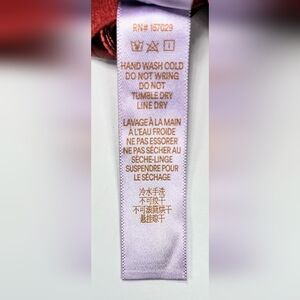 RN# 157029
HAND WASH COLD
DO NOT WRING
DO NOT
TUMBLE DRY
LINE DRY
LAVAGE À LA MAIN
À L'EAU FROIDE
NE PAS ESSORER
NE PAS SÉCHER AU
SÈCHE-LINGE
SUSPENDRE POUR
LE SÉCHAGE
冷水手洗
不可拧干
不可滚筒烘干
悬挂晾干